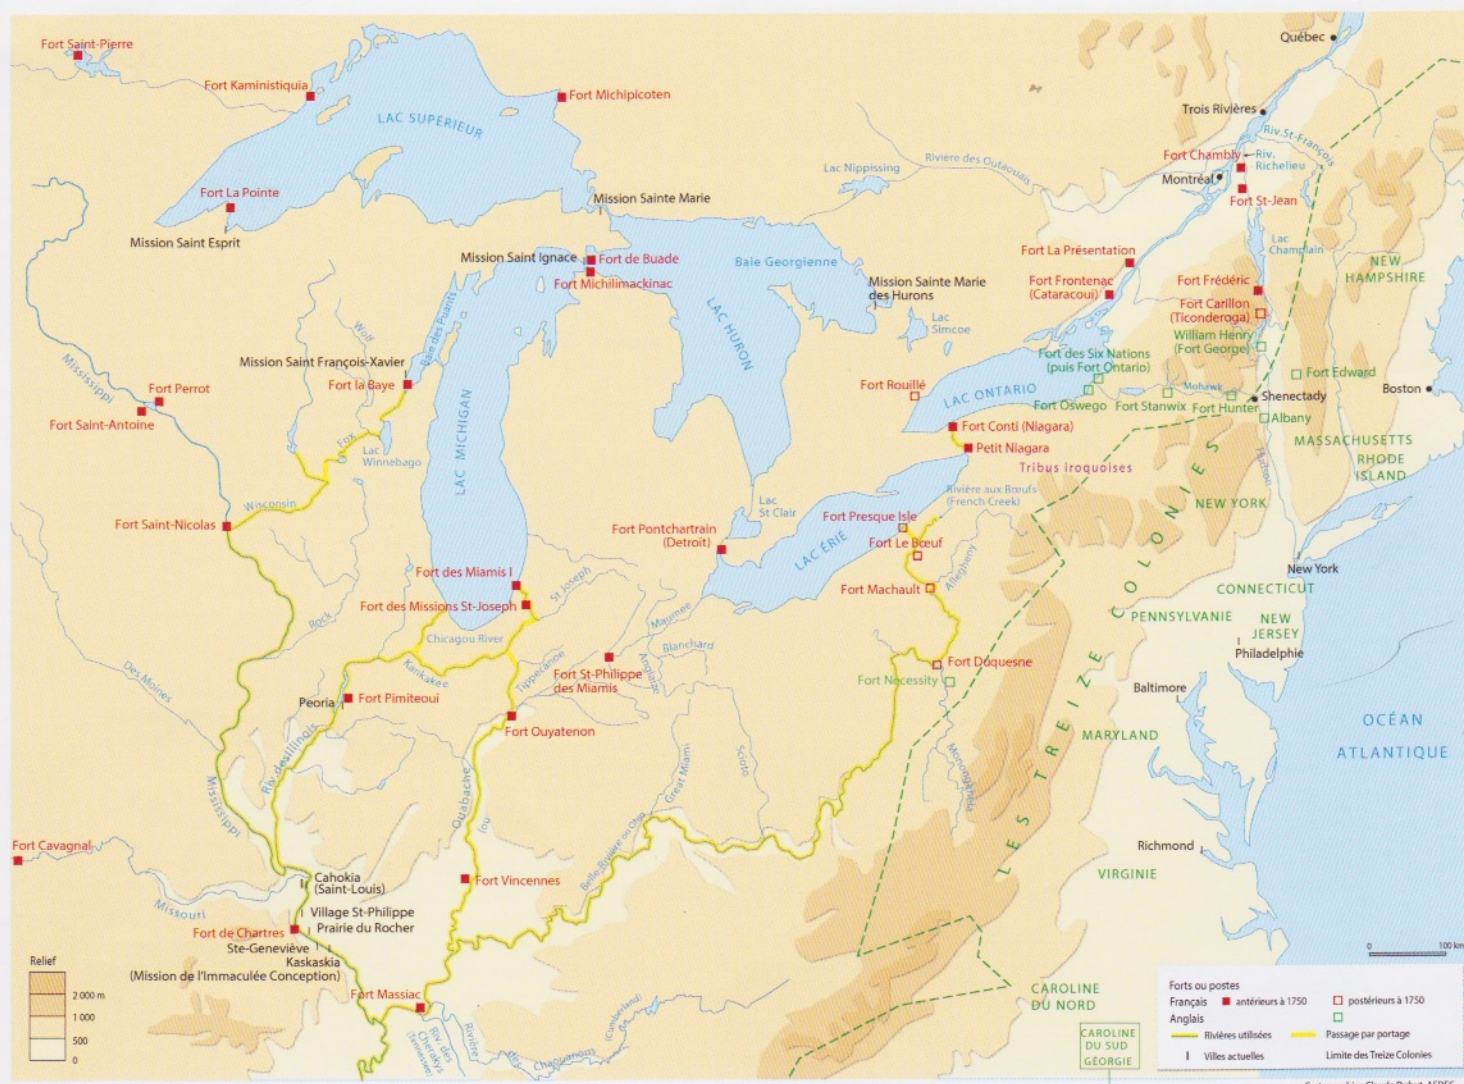 Fort Saint-Pierre
Fort Kaministiquia
Fort Michipicoten
LAC SUPÉRIEUR
Québec
Trois Rivières
Riv. St-François
Fort Chambly
Riv.
Richelieu
Montréal
Fort St-Jean
Lac Nippissing
Rivière des Outaouais
Fort La Pointe
Mission Saint Esprit
Mission Sainte Marie
Mission Saint Ignace
Fort de Buade
Fort Michilimackinac
Baie Georgienne
Mission Sainte Marie
des Hurons
Lac
Simcoe
LAC HURON
Fort La Présentation
Fort Frontenac
(Cataracoui)
Lac
Champlain
Fort Frédéric
Fort Carillon
(Ticonderoga)
William Henry
(Fort George)
NEW
HAMPSHIRE
Mississippi
Wolf
Baie des Puants
Mission Saint François-Xavier
Fort la Baye
Fort Perrot
Fort Saint-Antoine
Fox
Lac
Winnebago
LAC MICHIGAN
Fort Rouillé
LAC ONTARIO
Fort des Six Nations
(puis Fort Ontario)
Fort Oswego
Fort Stanwix
Mohawk
Fort Hunter
Shenectady
Fort Edward
Boston
Albany
Fort Conti (Niagara)
Petit Niagara
Tribus Iroquoises
MASSACHUSETTS
RHODE
ISLAND
Hudson
NEW YORK
Wisconsin
Fort Saint-Nicolas
Lac
St Clair
Fort Pontchartrain
(Detroit)
LAC ÉRIÉ
Rivière aux Bœufs
(French Creek)
Fort Presque Isle
Fort Le Bœuf
Fort Machault
Allegheny
New York
CONNECTICUT
PENNSYLVANIE
NEW
JERSEY
Philadelphie
Fort des Miamis I
Fort des Missions St-Joseph
St Joseph
Chicagou River
Rock
Kankakee
Maumee
Blanchard
Anglaize
Tippecanoe
Fort St-Philippe
des Miamis
Fort Duquesne
Fort Necessity
LES TREIZE COLONIES
Des Moines
Peoria
Fort Pimiteoui
Fort Ouyatenon
Baltimore
MARYLAND
OCÉAN
ATLANTIQUE
Riv. des Illinois
Mississippi
Ouabache
Iou
Great Miami
Scioto
Monongahela
Belle Rivière ou Ohio
Richmond
VIRGINIE
Fort Cavagnal
Missouri
Cahokia
(Saint-Louis)
Fort Vincennes
Village St-Philippe
Prairie du Rocher
Fort de Chartres
Ste-Geneviève
Kaskaskia
(Mission de l'Immaculée Conception)
Fort Massiac
Riv. des
Cherakys
(Tennessee)
Rivière
des
Chaouanons
(Cumberland)
CAROLINE
DU NORD
CAROLINE
DU SUD
GÉORGIE
Relief
2 000 m
1 000
500
0
0 100 km
Forts ou postes
Français antérieurs à 1750 postérieurs à 1750
Anglais
Rivières utilisées Passage par portage
Villes actuelles Limite des Treize Colonies